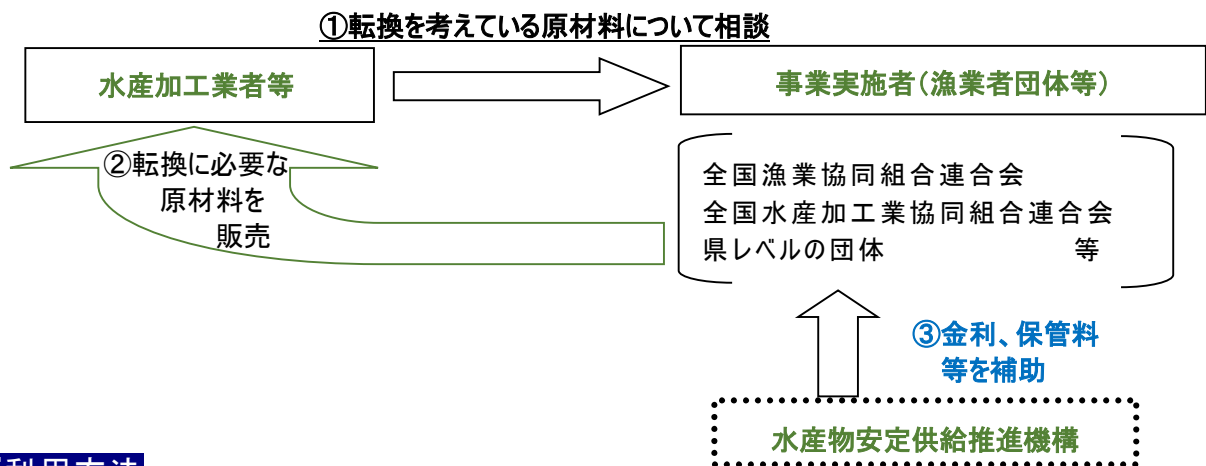 ①転換を考えている原材料について相談
水産加工業者等
事業実施者(漁業者団体等)
②転換に必要な
原材料を
販売
全国漁業協同組合連合会
全国水産加工業協同組合連合会
県レベルの団体 等
③金利、保管料
等を補助
水産物安定供給推進機構
利用方法